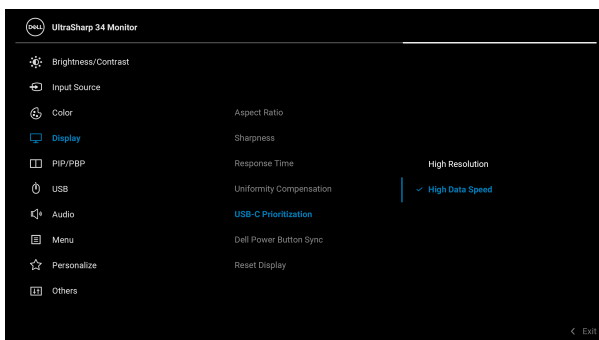 DELL UltraSharp 34 Monitor
Brightness/Contrast
Input Source
Color
Display
PIP/PBP
USB
Audio
Menu
Personalize
Others
Aspect Ratio
Sharpness
Response Time
Uniformity Compensation
USB-C Prioritization
Dell Power Button Sync
Reset Display
High Resolution
High Data Speed
Exit